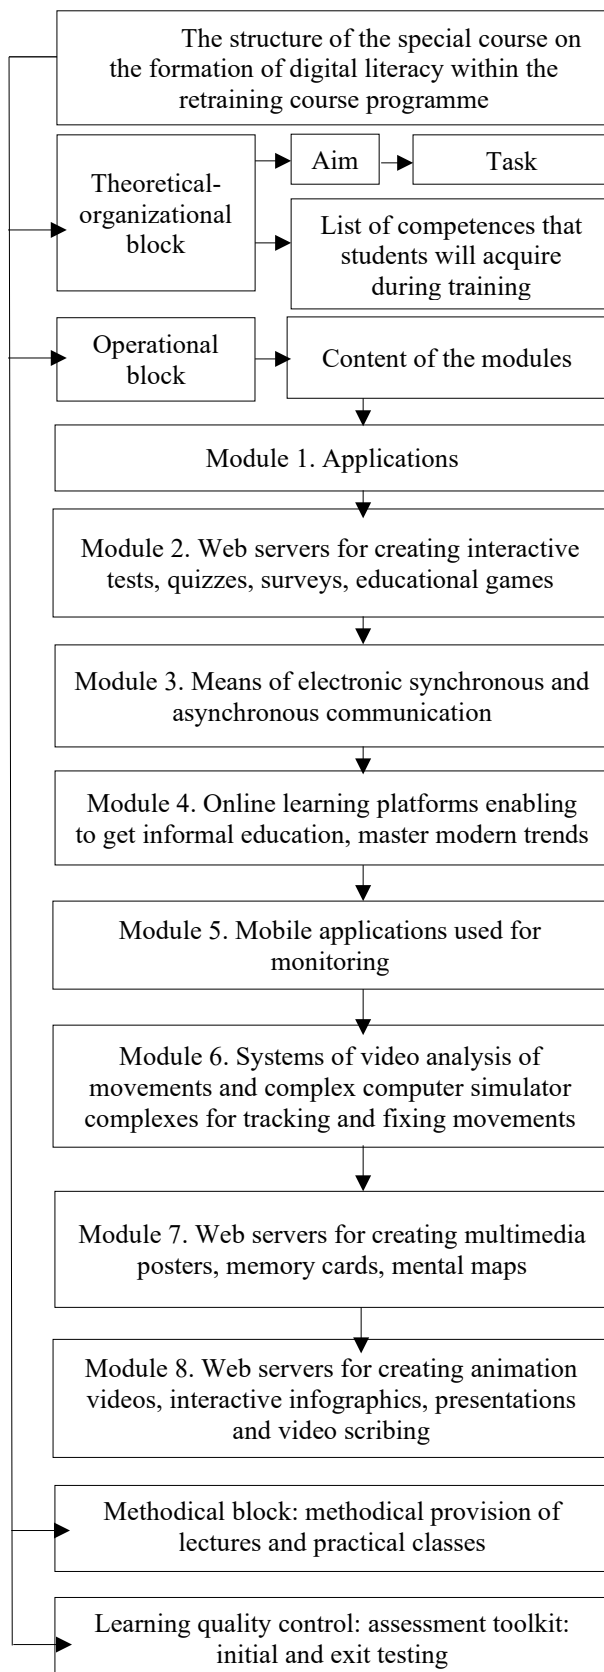 The structure of the special course on
the formation of digital literacy within the
retraining course programme
Theoretical-
organizational
block
Aim
Task
List of competences that
students will acquire
during training
Operational
block
Content of the modules
Module 1. Applications
Module 2. Web servers for creating interactive
tests, quizzes, surveys, educational games
Module 3. Means of electronic synchronous and
asynchronous communication
Module 4. Online learning platforms enabling
to get informal education, master modern trends
Module 5. Mobile applications used for
monitoring
Module 6. Systems of video analysis of
movements and complex computer simulator
complexes for tracking and fixing movements
Module 7. Web servers for creating multimedia
posters, memory cards, mental maps
Module 8. Web servers for creating animation
videos, interactive infographics, presentations
and video scribing
Methodical block: methodical provision of
lectures and practical classes
Learning quality control: assessment toolkit:
initial and exit testing